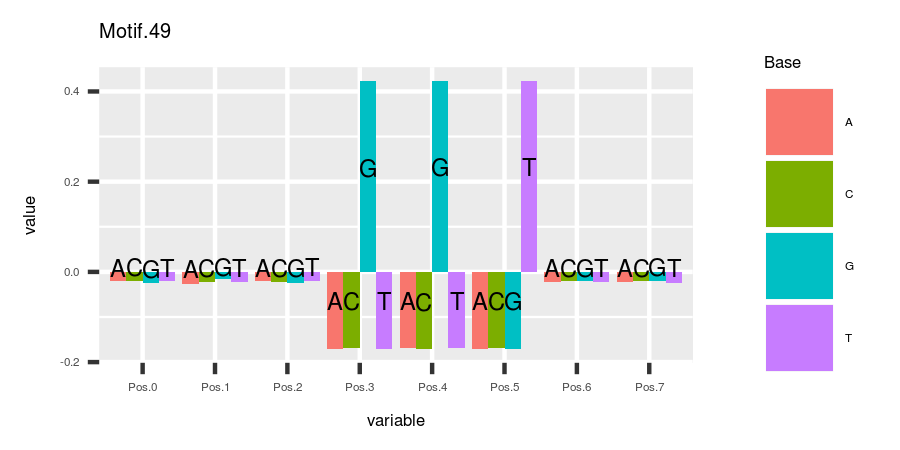 Motif.49
Base
A
C
G
T
value
0.4
0.2
0.0
-0.2
G G T
ACGT ACGT ACGT AC T AC T ACG ACGT ACGT
Pos.0 Pos.1 Pos.2 Pos.3 Pos.4 Pos.5 Pos.6 Pos.7
variable